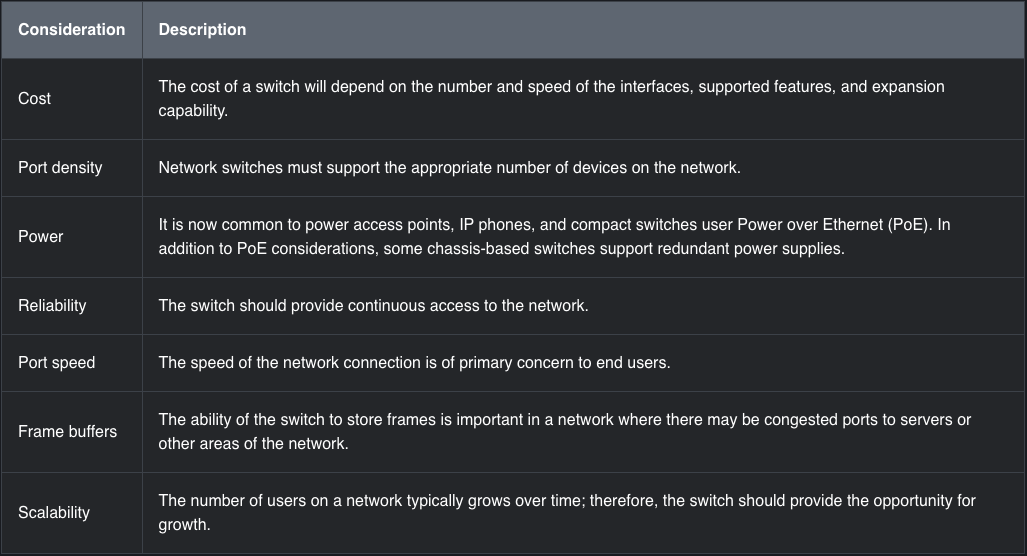 Consideration Description
Cost
The cost of a switch will depend on the number and speed of the interfaces, supported features, and expansion
capability.
Port density
Network switches must support the appropriate number of devices on the network.
Power
It is now common to power access points, IP phones, and compact switches user Power over Ethernet (PoE). In
addition to PoE considerations, some chassis-based switches support redundant power supplies.
Reliability
The switch should provide continuous access to the network.
Port speed
The speed of the network connection is of primary concern to end users.
Frame buffers
The ability of the switch to store frames is important in a network where there may be congested ports to servers or
other areas of the network.
Scalability
The number of users on a network typically grows over time; therefore, the switch should provide the opportunity for
growth.